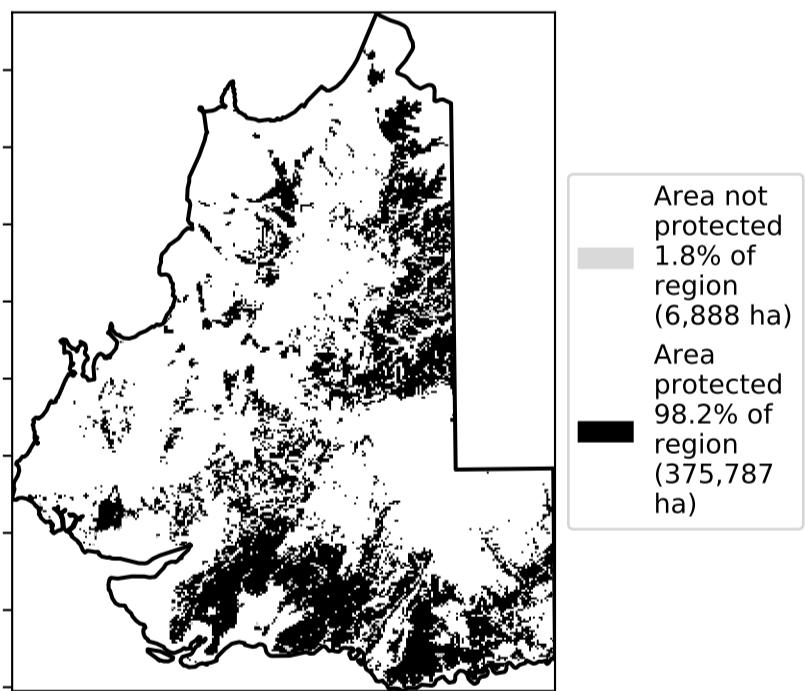 Area not
protected
1.8% of
region
(6,888 ha)
Area
protected
98.2% of
region
(375,787
ha)